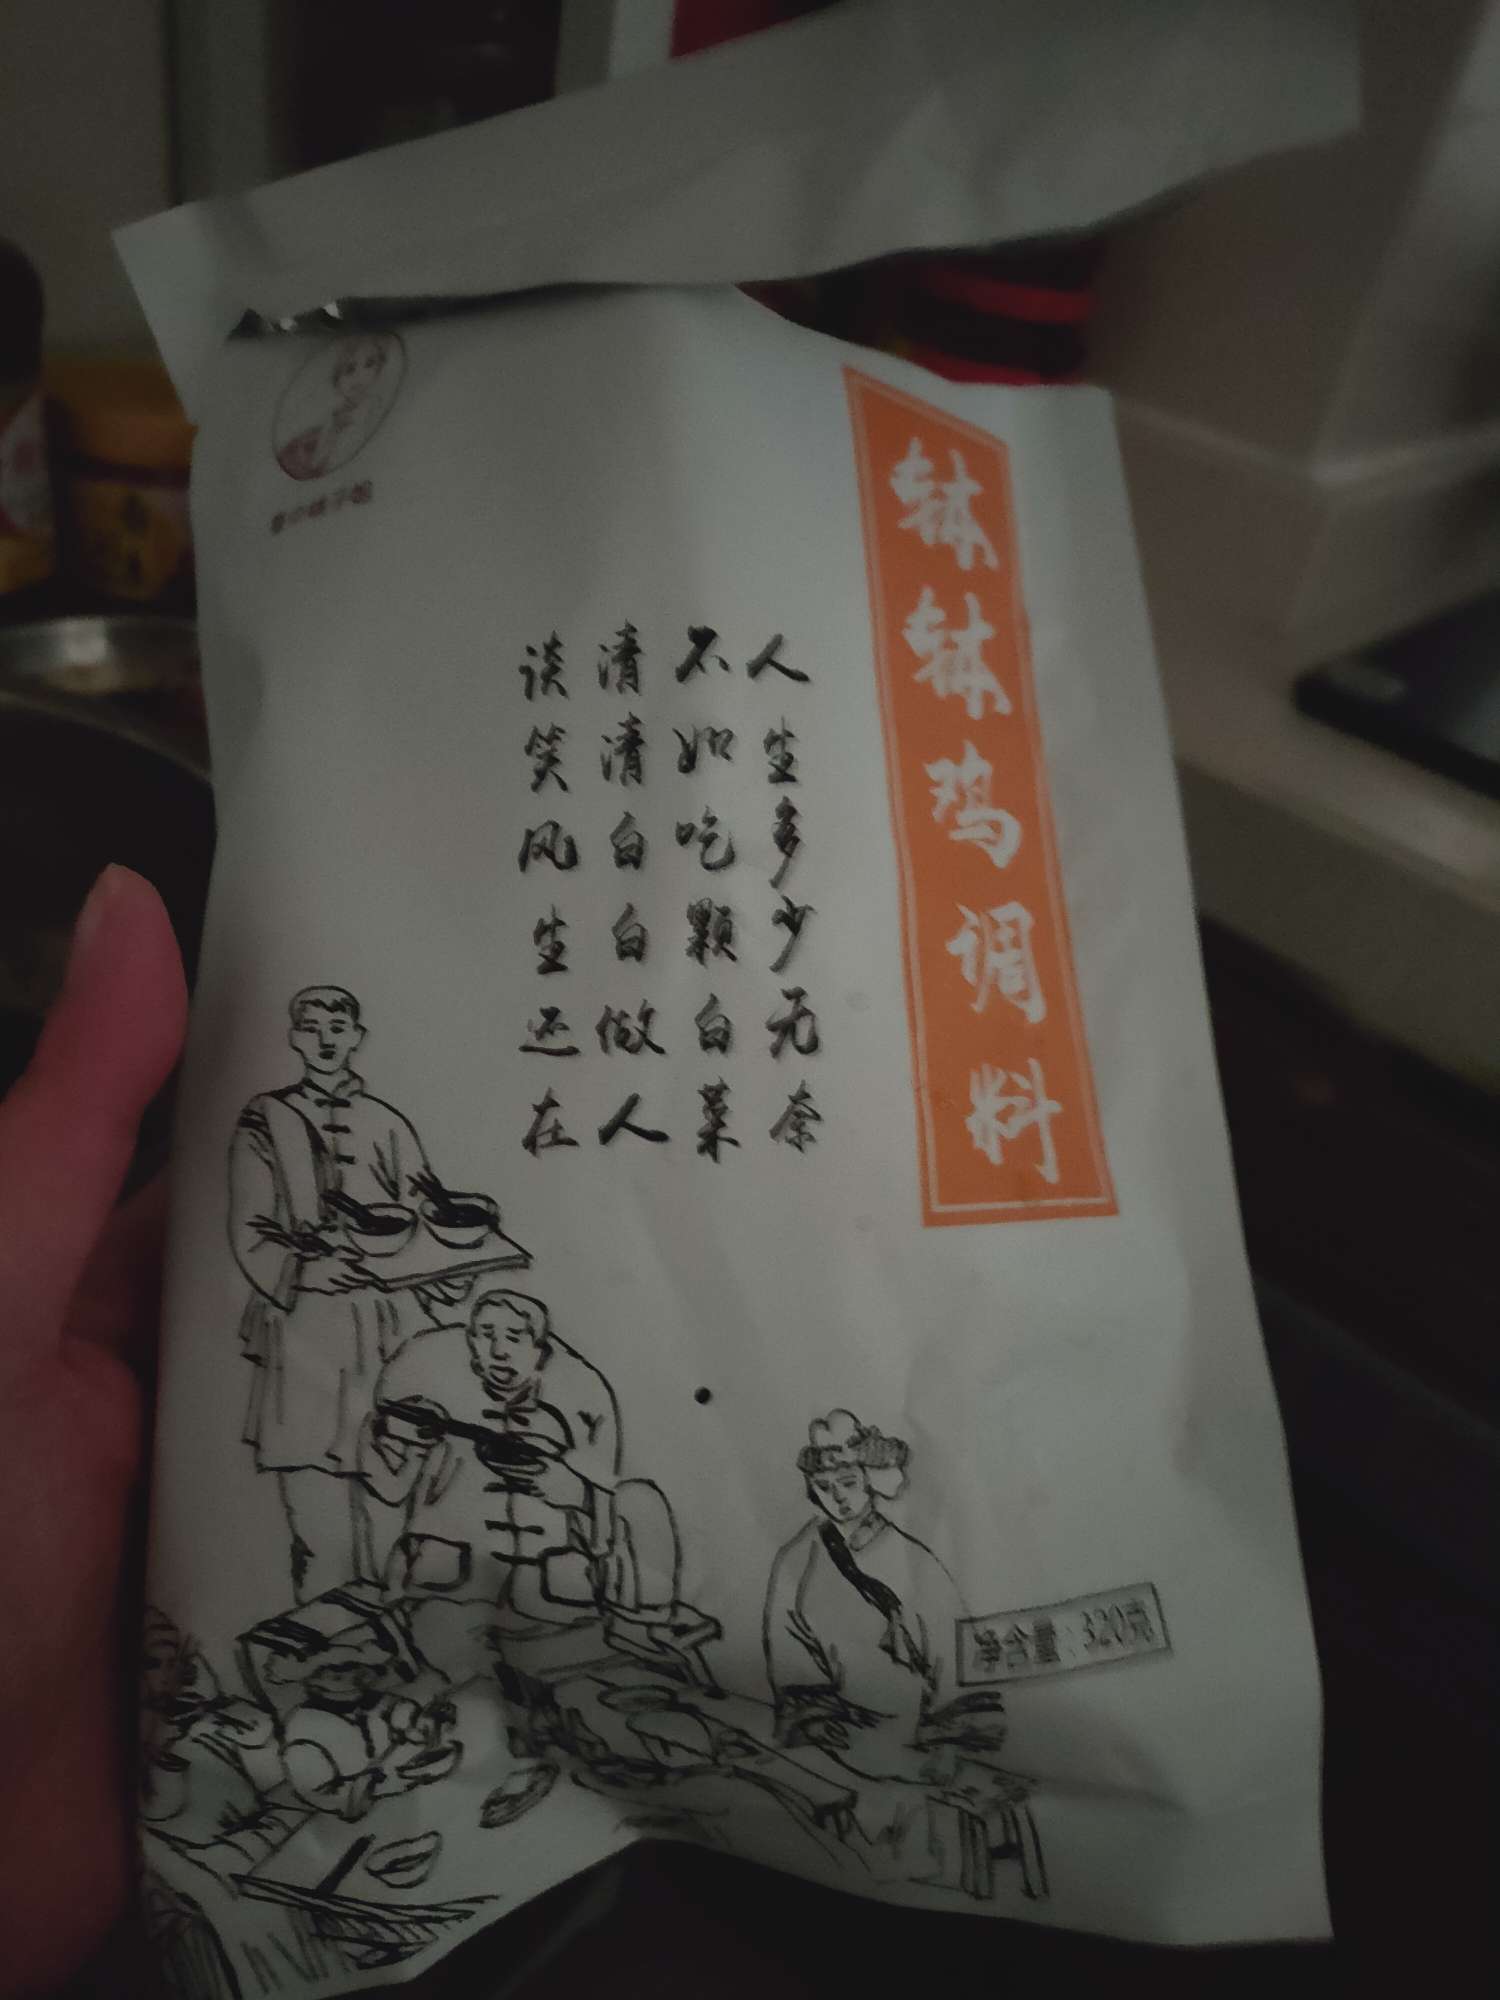 钵钵鸡调料
人生多少无奈
不如吃颗白菜
清清白白做人
谈笑风生还在
净含量:320克